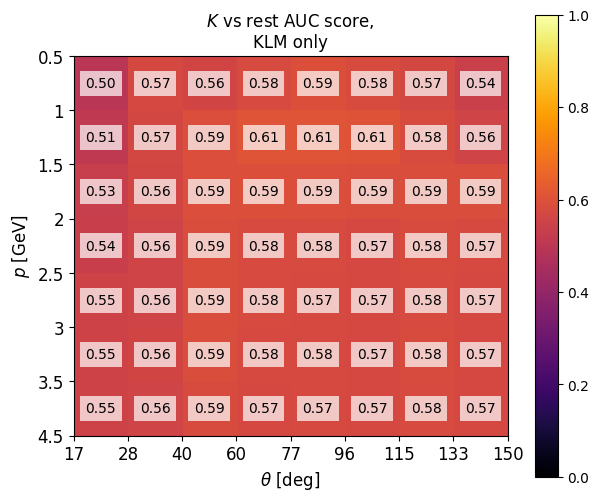 K vs rest AUC score,
KLM only
0.5
1
1.5
2
2.5
3
3.5
4.5
p [GeV]
0.50 0.57 0.56 0.58 0.59 0.58 0.57 0.54
0.51 0.57 0.59 0.61 0.61 0.61 0.58 0.56
0.53 0.56 0.59 0.59 0.59 0.59 0.59 0.59
0.54 0.56 0.59 0.58 0.58 0.57 0.58 0.57
0.55 0.56 0.59 0.58 0.57 0.57 0.58 0.57
0.55 0.56 0.59 0.58 0.58 0.57 0.58 0.57
0.55 0.56 0.59 0.57 0.57 0.57 0.58 0.57
17 28 40 60 77 96 115 133 150
θ [deg]
1.0
0.8
0.6
0.4
0.2
0.0